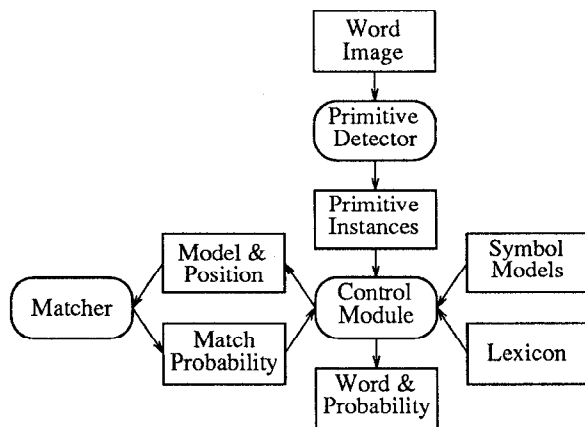 Word
Image
Primitive
Detector
Primitive
Instances
Model &
Position
Symbol
Models
Matcher
Control
Module
Match
Probability
Lexicon
Word &
Probability